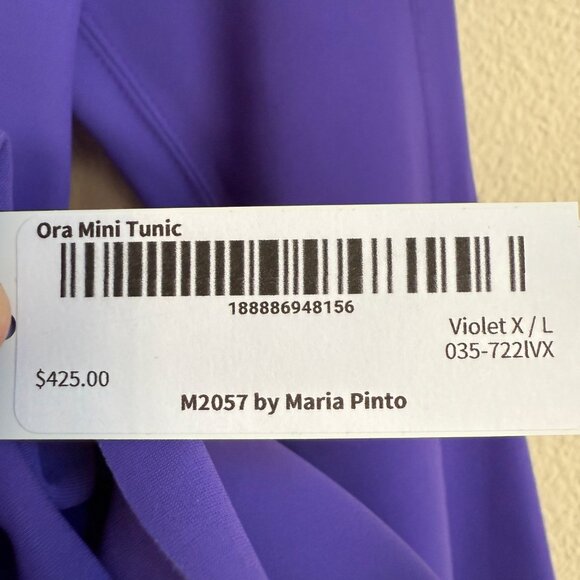 Ora Mini Tunic
188886948156
Violet X / L
035-722lVX
$425.00
M2057 by Maria Pinto